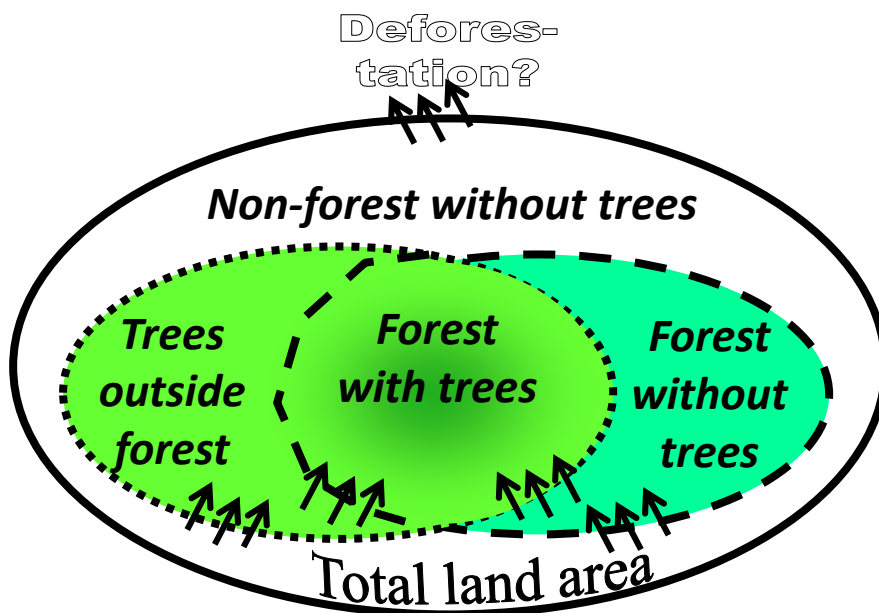 Defores-
tation?
Non-forest without trees
Trees
outside
forest
Forest
with trees
Forest
without
trees
Total land area